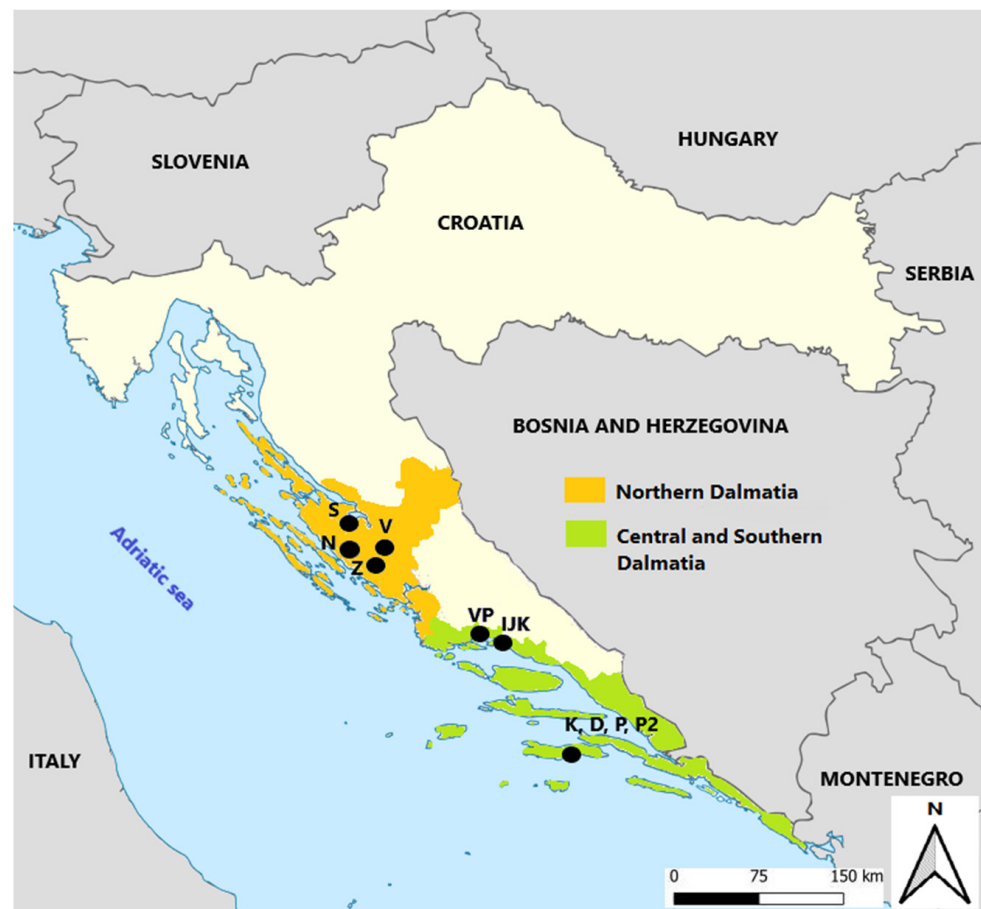 HUNGARY
SLOVENIA
CROATIA
SERBIA
BOSNIA AND HERZEGOVINA
Northern Dalmatia
Central and Southern
Dalmatia
S
V
N
Z
Adriatic sea
VP
IJK
K, D, P, P2
ITALY
MONTENEGRO
N
0 75 150 km